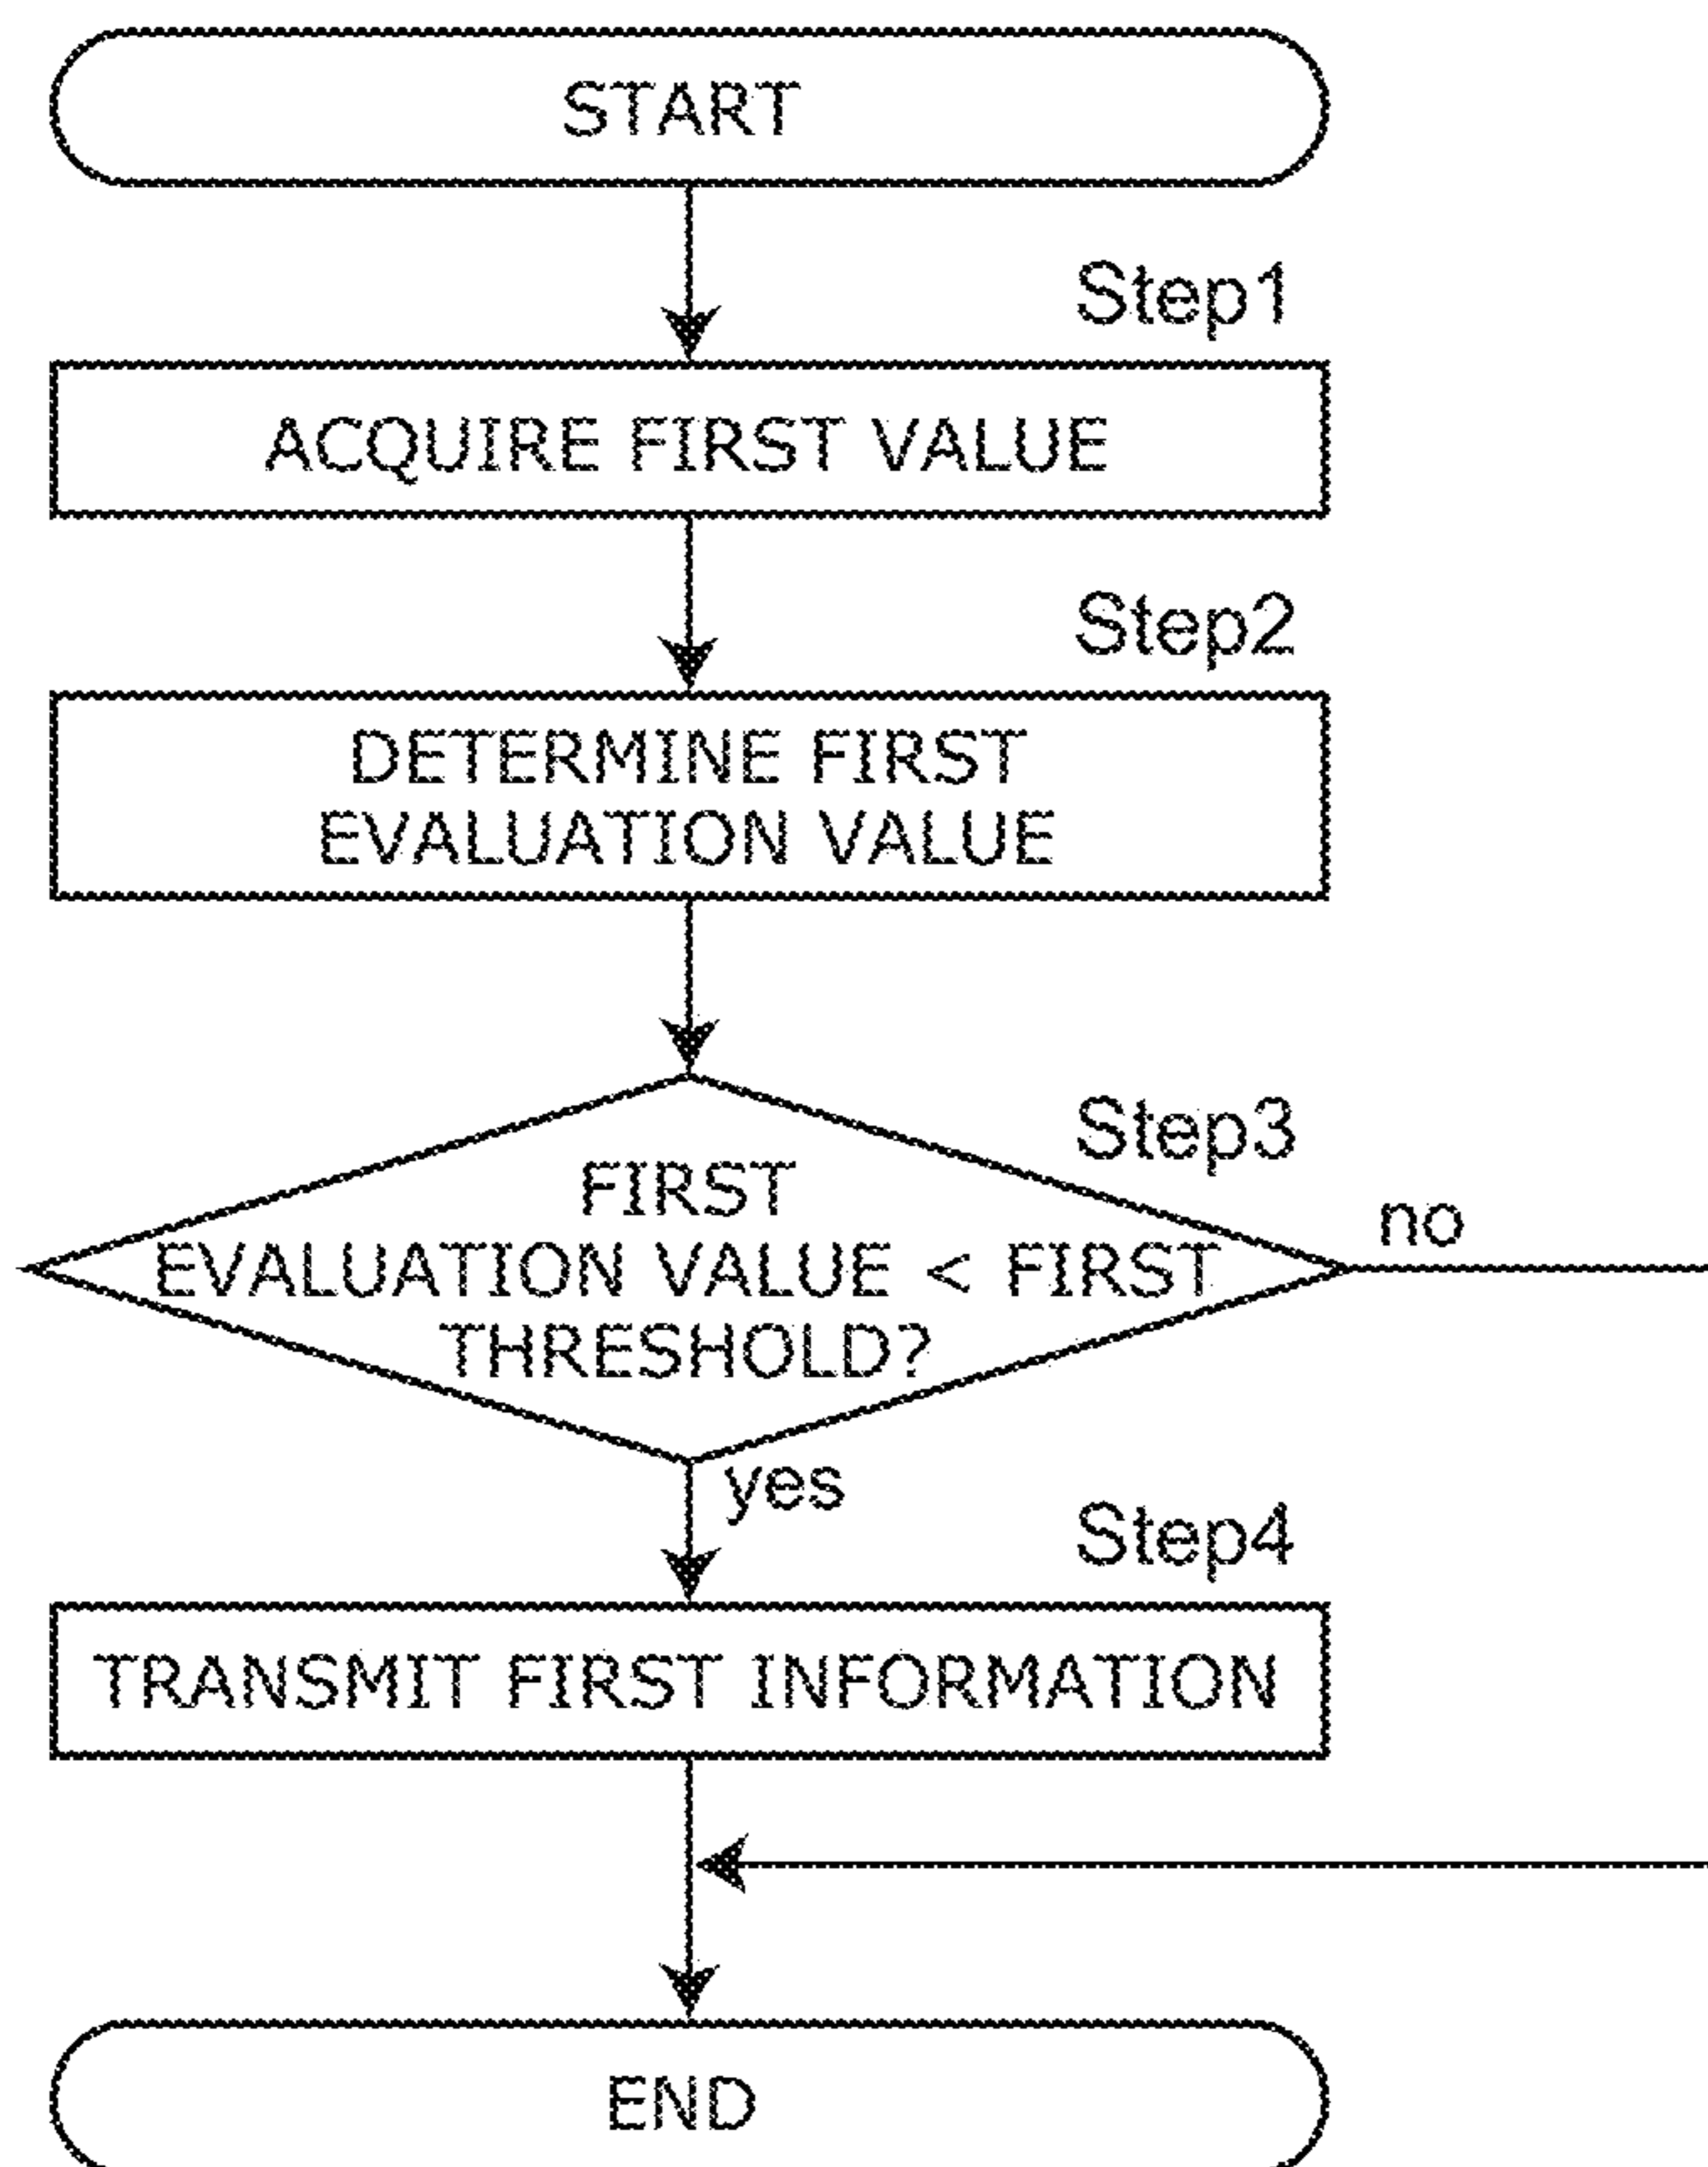 START
Step1
ACQUIRE FIRST VALUE
Step2
DETERMINE FIRST
EVALUATION VALUE
Step3
FIRST
EVALUATION VALUE < FIRST
THRESHOLD?
no
yes
Step4
TRANSMIT FIRST INFORMATION
END